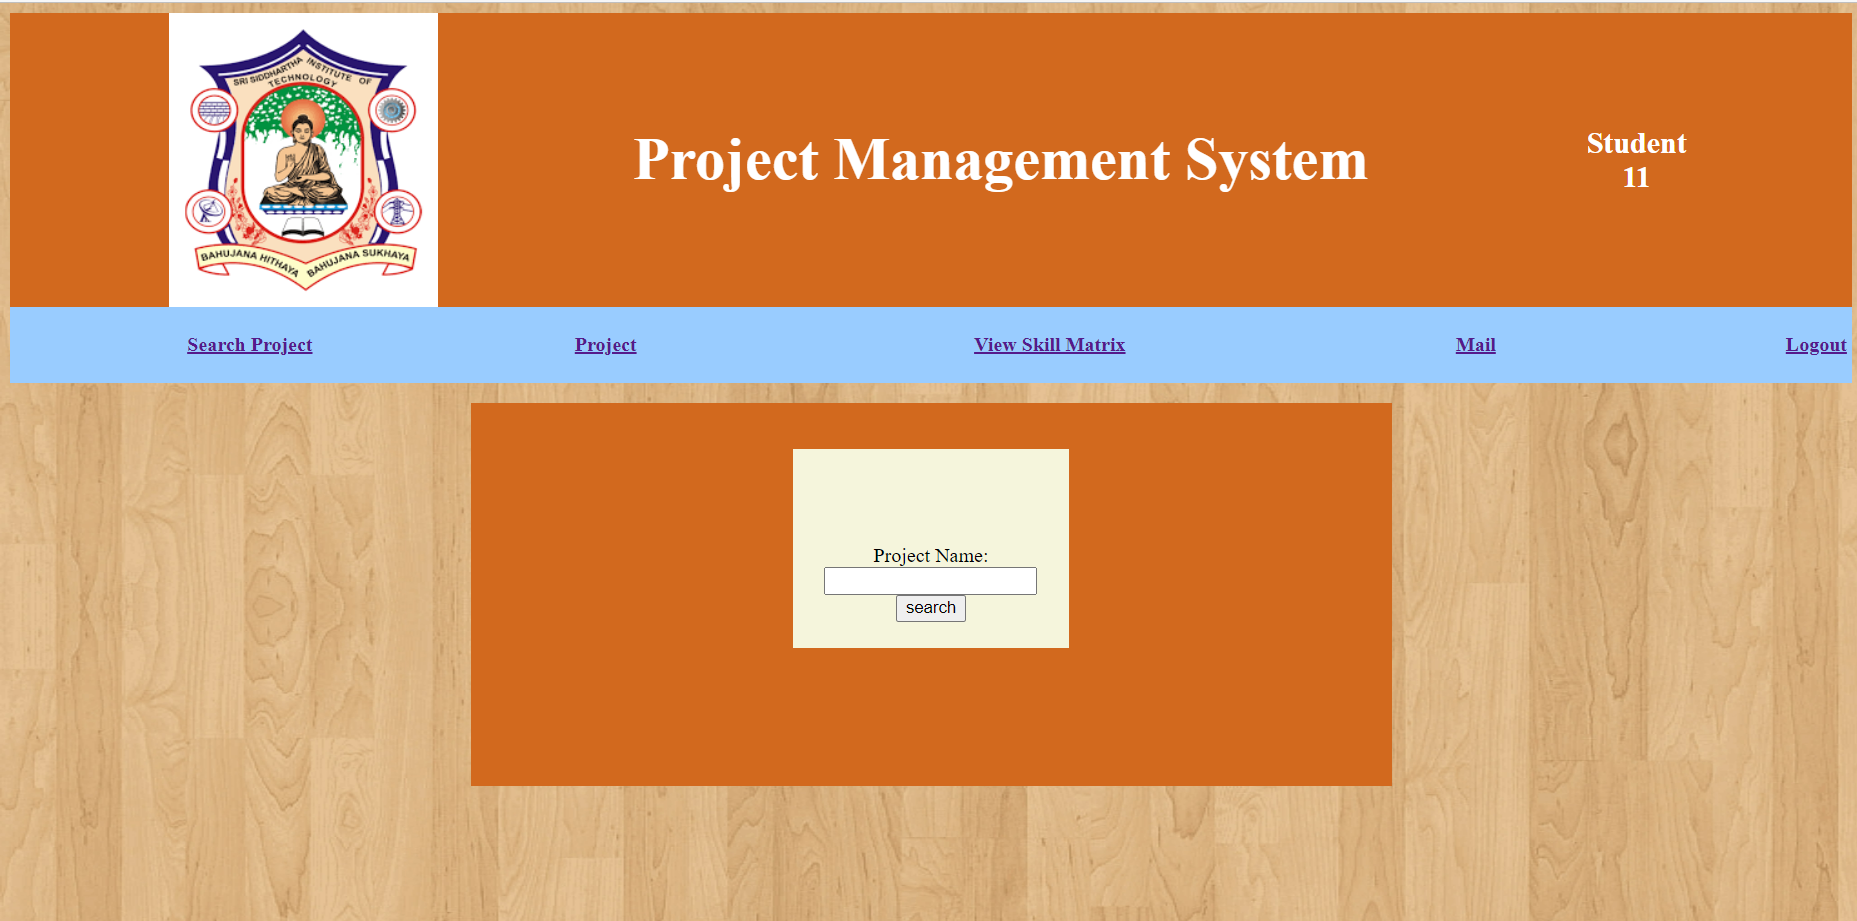 SRI SIDDHARTHA INSTITUTE OF
TECHNOLOGY
BAHUJANA HITHAYA BAHUJANA SUKHAYA
Project Management System
Student
11
Search Project
Project
View Skill Matrix
Mail
Logout
Project Name:
search